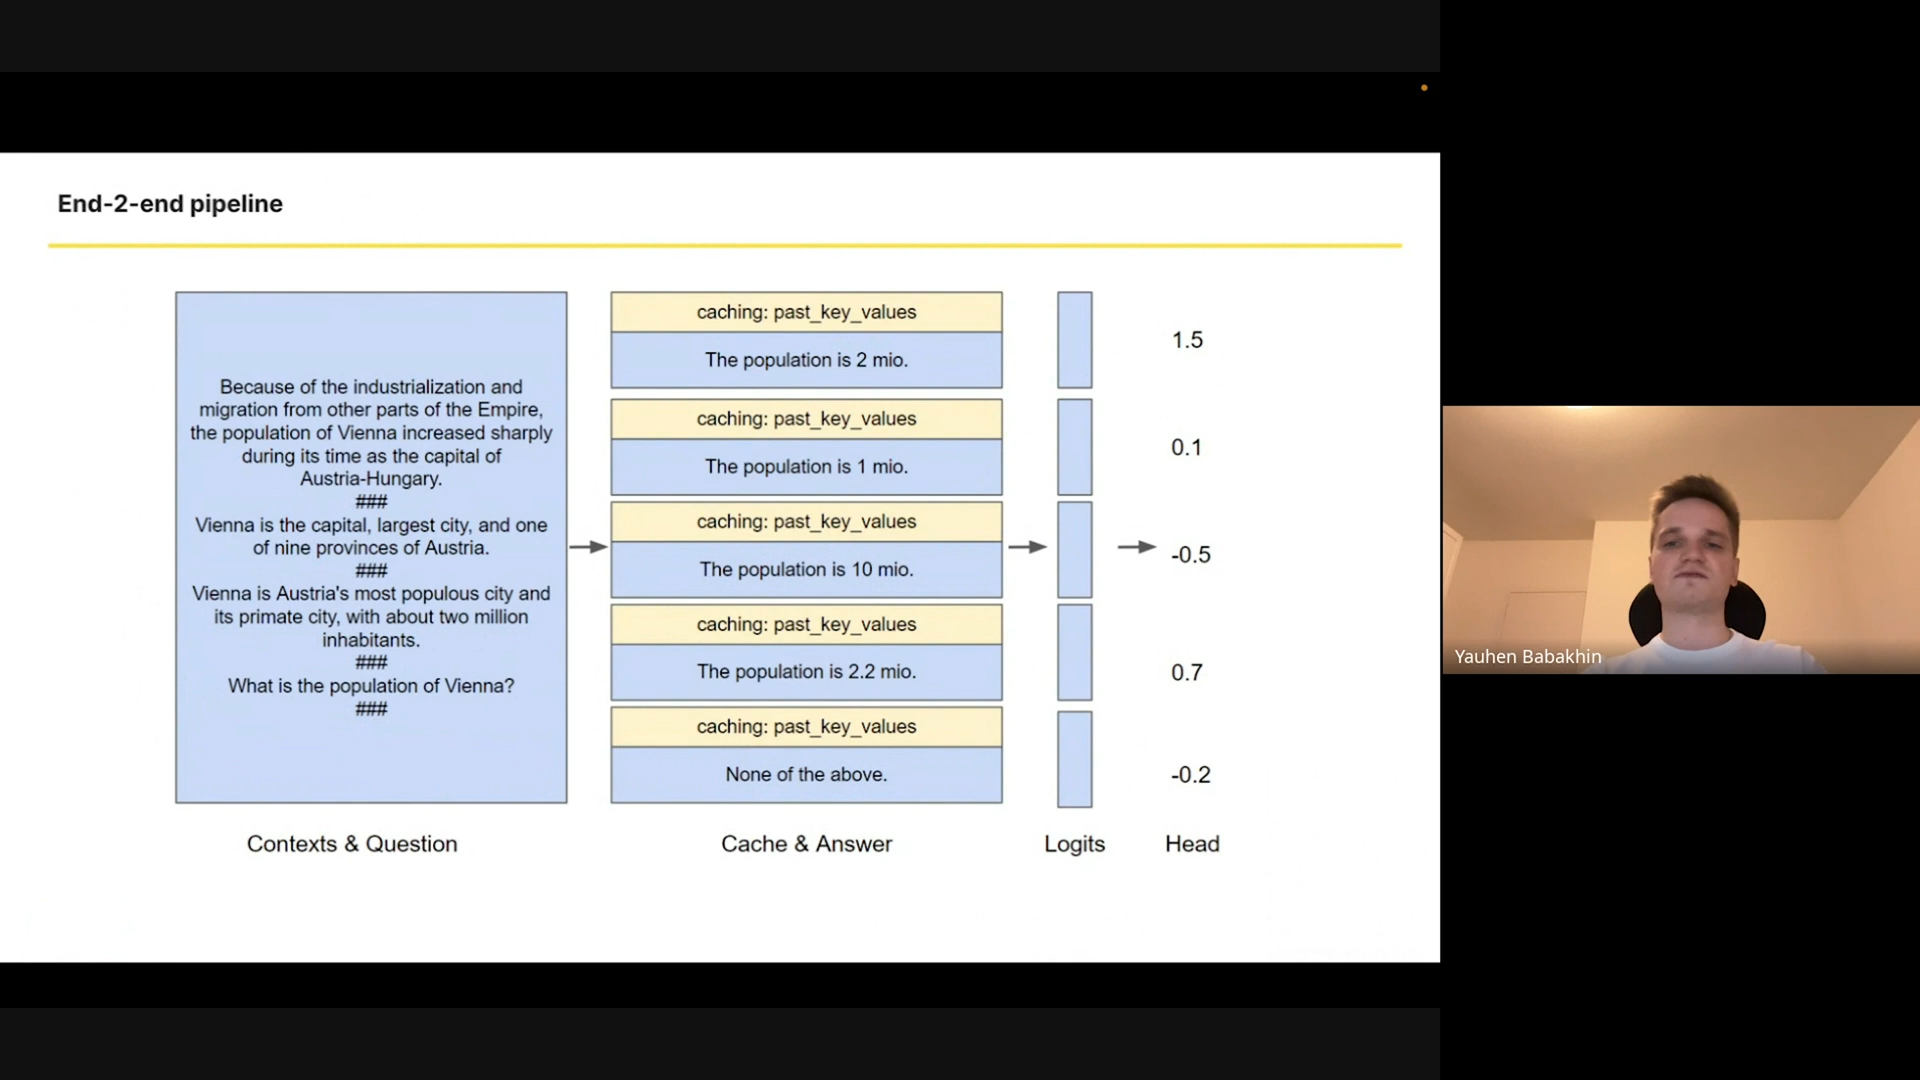 End-2-end pipeline
Because of the industrialization and
migration from other parts of the Empire,
the population of Vienna increased sharply
during its time as the capital of
Austria-Hungary.
###
Vienna is the capital, largest city, and one
of nine provinces of Austria.
###
Vienna is Austria's most populous city and
its primate city, with about two million
inhabitants.
###
What is the population of Vienna?
###
Contexts & Question
caching: past_key_values
The population is 2 mio.
caching: past_key_values
The population is 1 mio.
caching: past_key_values
The population is 10 mio.
caching: past_key_values
The population is 2.2 mio.
caching: past_key_values
None of the above.
Cache & Answer
Logits
1.5
0.1
-0.5
0.7
-0.2
Head
Yauhen Babakhin